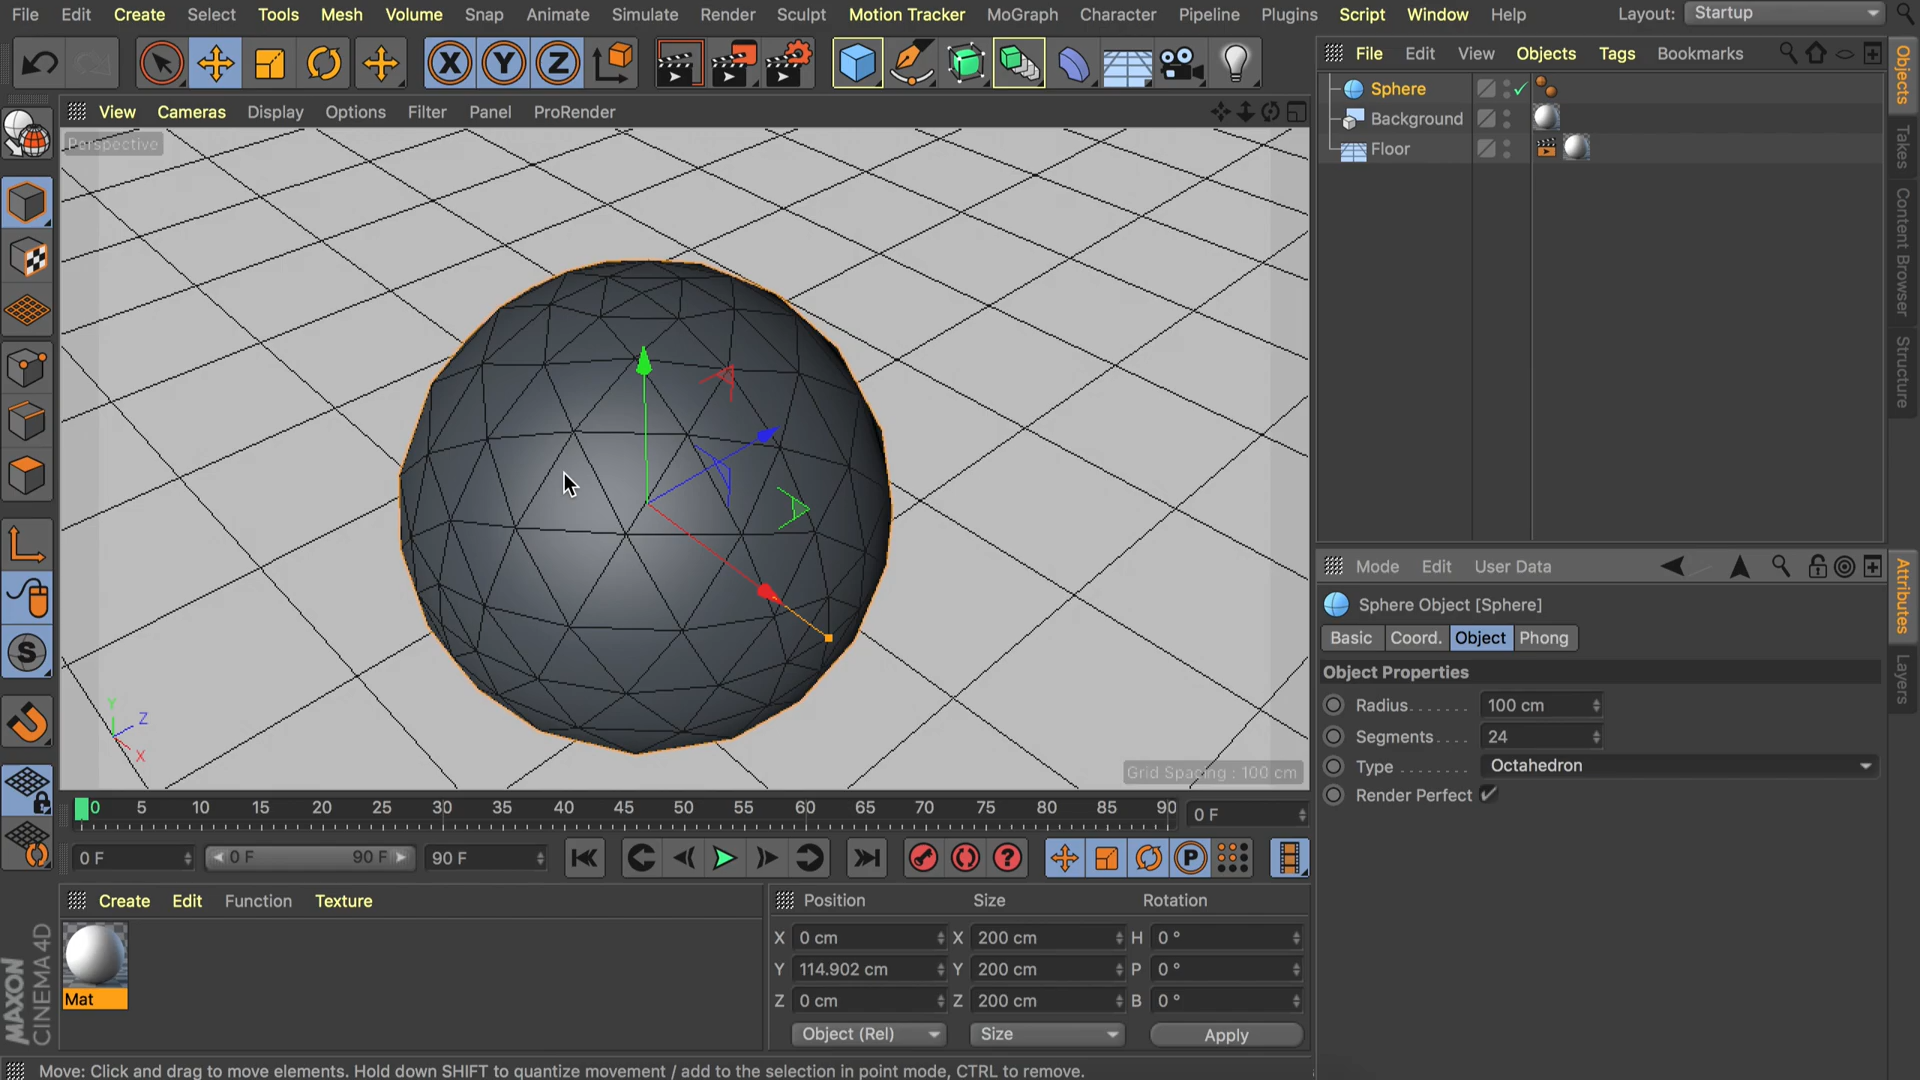 File Edit Create Select Tools Mesh Volume Snap Animate Simulate Render Sculpt Motion Tracker MoGraph Character Pipeline Plugins Script Window Help Layout: Startup
X Y Z
File Edit View Objects Tags Bookmarks
View Cameras Display Options Filter Panel ProRender
Perspective
Sphere
Background
Floor
Objects
Takes
Content Browser
Structure
Y Z X
Grid Spacing : 100 cm
Mode Edit User Data
Sphere Object [Sphere]
Basic Coord. Object Phong
Object Properties
Radius....... 100 cm
Segments.... 24
Type........ Octahedron
Render Perfect
Attributes
Layers
S
0 5 10 15 20 25 30 35 40 45 50 55 60 65 70 75 80 85 90 0 F
0 F 0 F 90 F 90 F ? P
Create Edit Function Texture
Mat
MAXON
CINEMA 4D
Position Size Rotation
X 0 cm X 200 cm H 0 °
Y 114.902 cm Y 200 cm P 0 °
Z 0 cm Z 200 cm B 0 °
Object (Rel) Size Apply
Move: Click and drag to move elements. Hold down SHIFT to quantize movement / add to the selection in point mode, CTRL to remove.